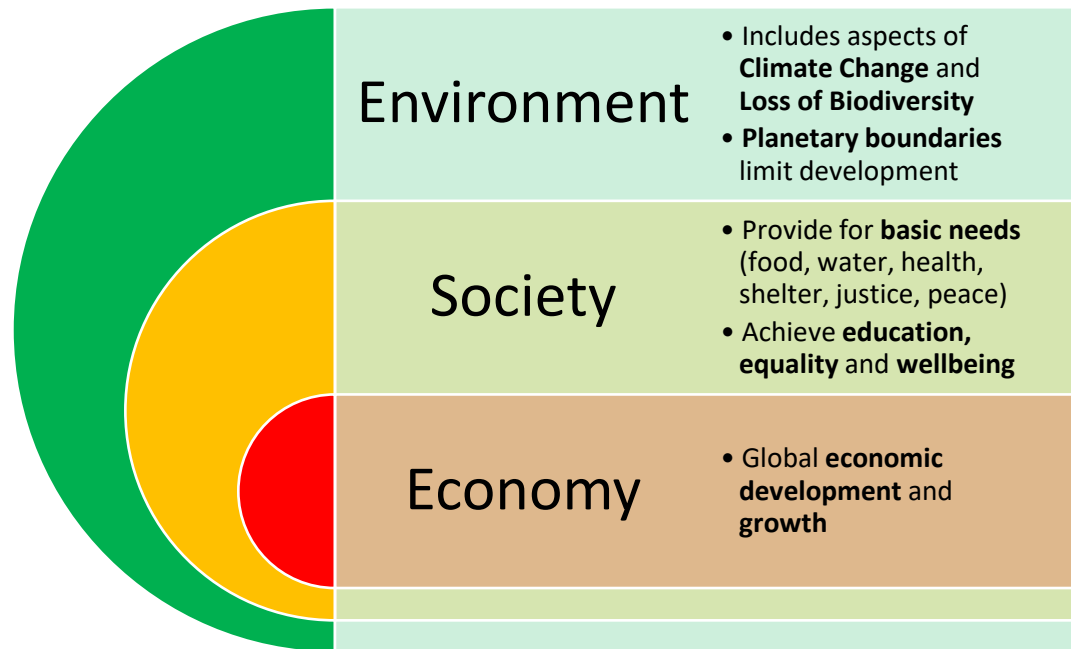 Environment
• Includes aspects of
Climate Change and
Loss of Biodiversity
• Planetary boundaries
limit development
Society
• Provide for basic needs
(food, water, health,
shelter, justice, peace)
• Achieve education,
equality and wellbeing
Economy
• Global economic
development and
growth